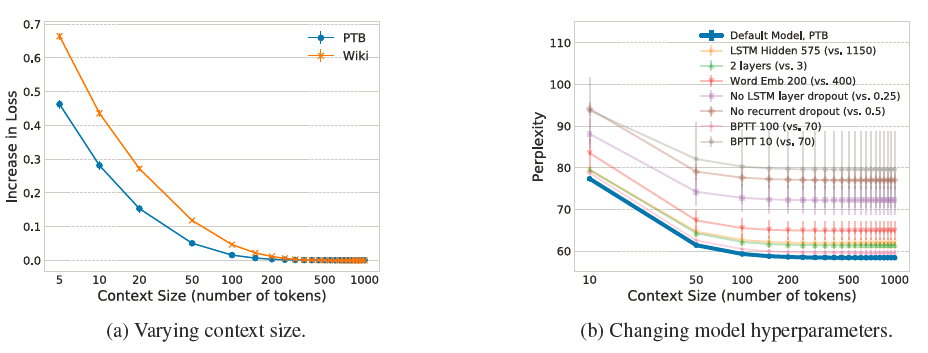 0.7
0.6
0.5
0.4
0.3
0.2
0.1
0.0
Increase in Loss
PTB
Wiki
5 10 20 50 100 200 500 1000
Context Size (number of tokens)
(a) Varying context size.
110
100
90
80
70
60
Perplexity
Default Model, PTB
LSTM Hidden 575 (vs. 1150)
2 layers (vs. 3)
Word Emb 200 (vs. 400)
No LSTM layer dropout (vs. 0.25)
No recurrent dropout (vs. 0.5)
BPTT 100 (vs. 70)
BPTT 10 (vs. 70)
10 50 100 200 500 1000
Context Size (number of tokens)
(b) Changing model hyperparameters.